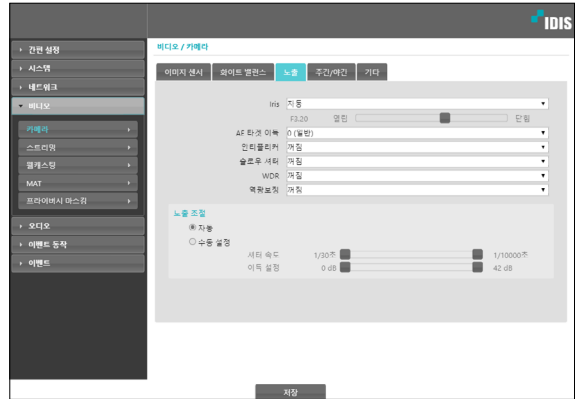 IDIS
간편 설정
시스템
네트워크
비디오
카메라
스트리밍
웹캐스팅
MAT
프라이버시 마스킹
오디오
이벤트 동작
이벤트
비디오 / 카메라
이미지 센서 화이트 밸런스 노출 주간/야간 기타
Iris 자동
F3.20 열림 닫힘
AF 타겟 이득 0 (일반)
안티플리커 꺼짐
슬로우 셔터 꺼짐
WDR 꺼짐
역광보정 꺼짐
노출 조절
자동
수동 설정
셔터 속도 1/30초 1/10000초
이득 설정 0 dB 42 dB
저장